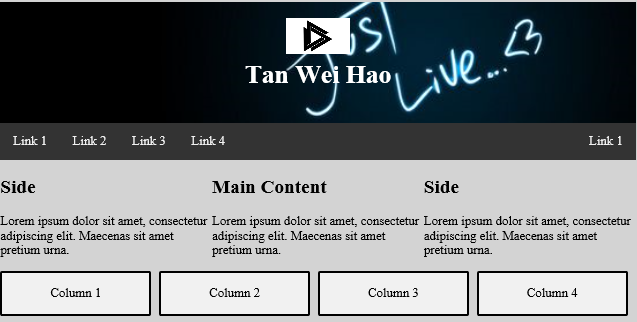 Just
Live...<3
Tan Wei Hao
Link 1 Link 2 Link 3 Link 4 Link 1
Side Main Content Side
Lorem ipsum dolor sit amet, consectetur Lorem ipsum dolor sit amet, consectetur Lorem ipsum dolor sit amet, consectetur
adipiscing elit. Maecenas sit amet adipiscing elit. Maecenas sit amet adipiscing elit. Maecenas sit amet
pretium urna. pretium urna. pretium urna.
Column 1 Column 2 Column 3 Column 4